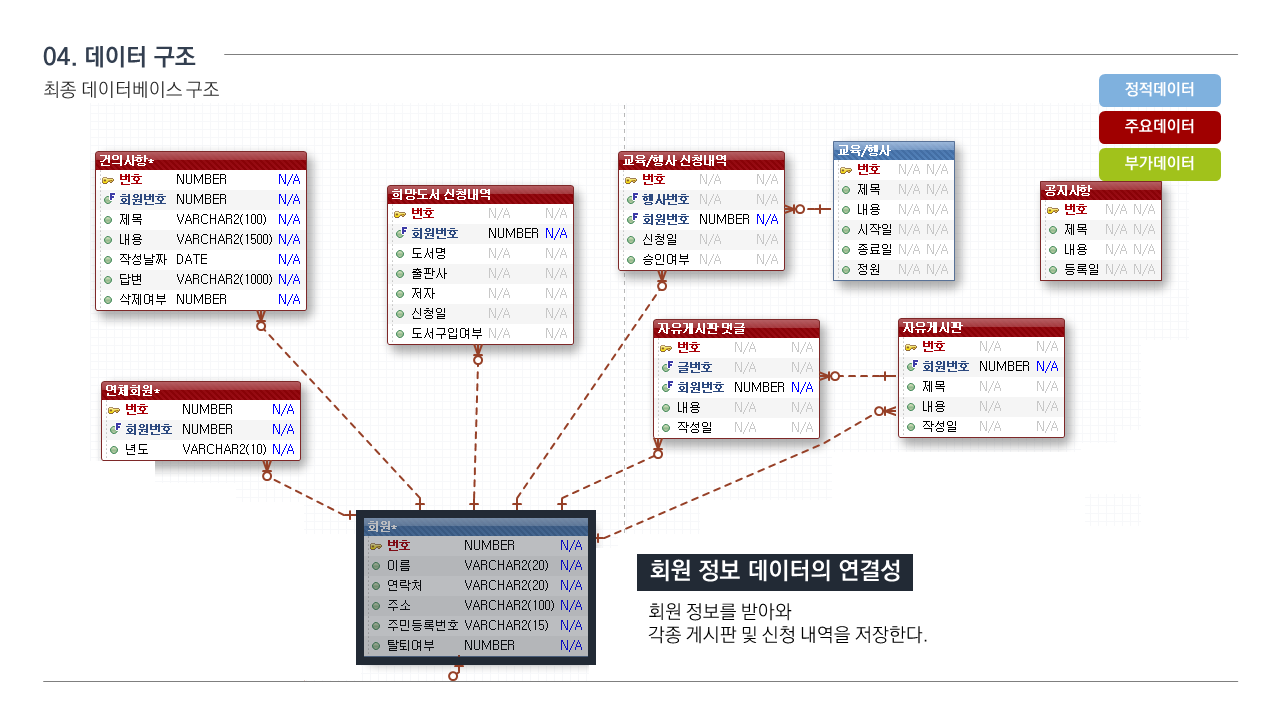 04. 데이터 구조
최종 데이터베이스 구조
정적데이터
주요데이터
부가데이터
건의사항*
번호 NUMBER N/A
회원번호 NUMBER N/A
제목 VARCHAR2(100) N/A
내용 VARCHAR2(1500) N/A
작성날짜 DATE N/A
답변 VARCHAR2(1000) N/A
삭제여부 NUMBER N/A
희망도서 신청내역
번호 N/A N/A
회원번호 NUMBER N/A
도서명 N/A N/A
출판사 N/A N/A
저자 N/A N/A
신청일 N/A N/A
도서구입여부 N/A N/A
교육/행사 신청내역
번호 N/A N/A
행사번호 N/A N/A
회원번호 NUMBER N/A
신청일 N/A N/A
승인여부 N/A N/A
교육/행사
번호 N/A N/A
제목 N/A N/A
내용 N/A N/A
시작일 N/A N/A
종료일 N/A N/A
정원 N/A N/A
공지사항
번호 N/A N/A
제목 N/A N/A
내용 N/A N/A
등록일 N/A N/A
연체회원*
번호 NUMBER N/A
회원번호 NUMBER N/A
년도 VARCHAR2(10) N/A
자유게시판 댓글
번호 N/A N/A
글번호 N/A N/A
회원번호 NUMBER N/A
내용 N/A N/A
작성일 N/A N/A
자유게시판
번호 N/A N/A
회원번호 NUMBER N/A
제목 N/A N/A
내용 N/A N/A
작성일 N/A N/A
회원*
번호 NUMBER N/A
이름 VARCHAR2(20) N/A
연락처 VARCHAR2(20) N/A
주소 VARCHAR2(100) N/A
주민등록번호 VARCHAR2(15) N/A
탈퇴여부 NUMBER N/A
회원 정보 데이터의 연결성
회원 정보를 받아와
각종 게시판 및 신청 내역을 저장한다.